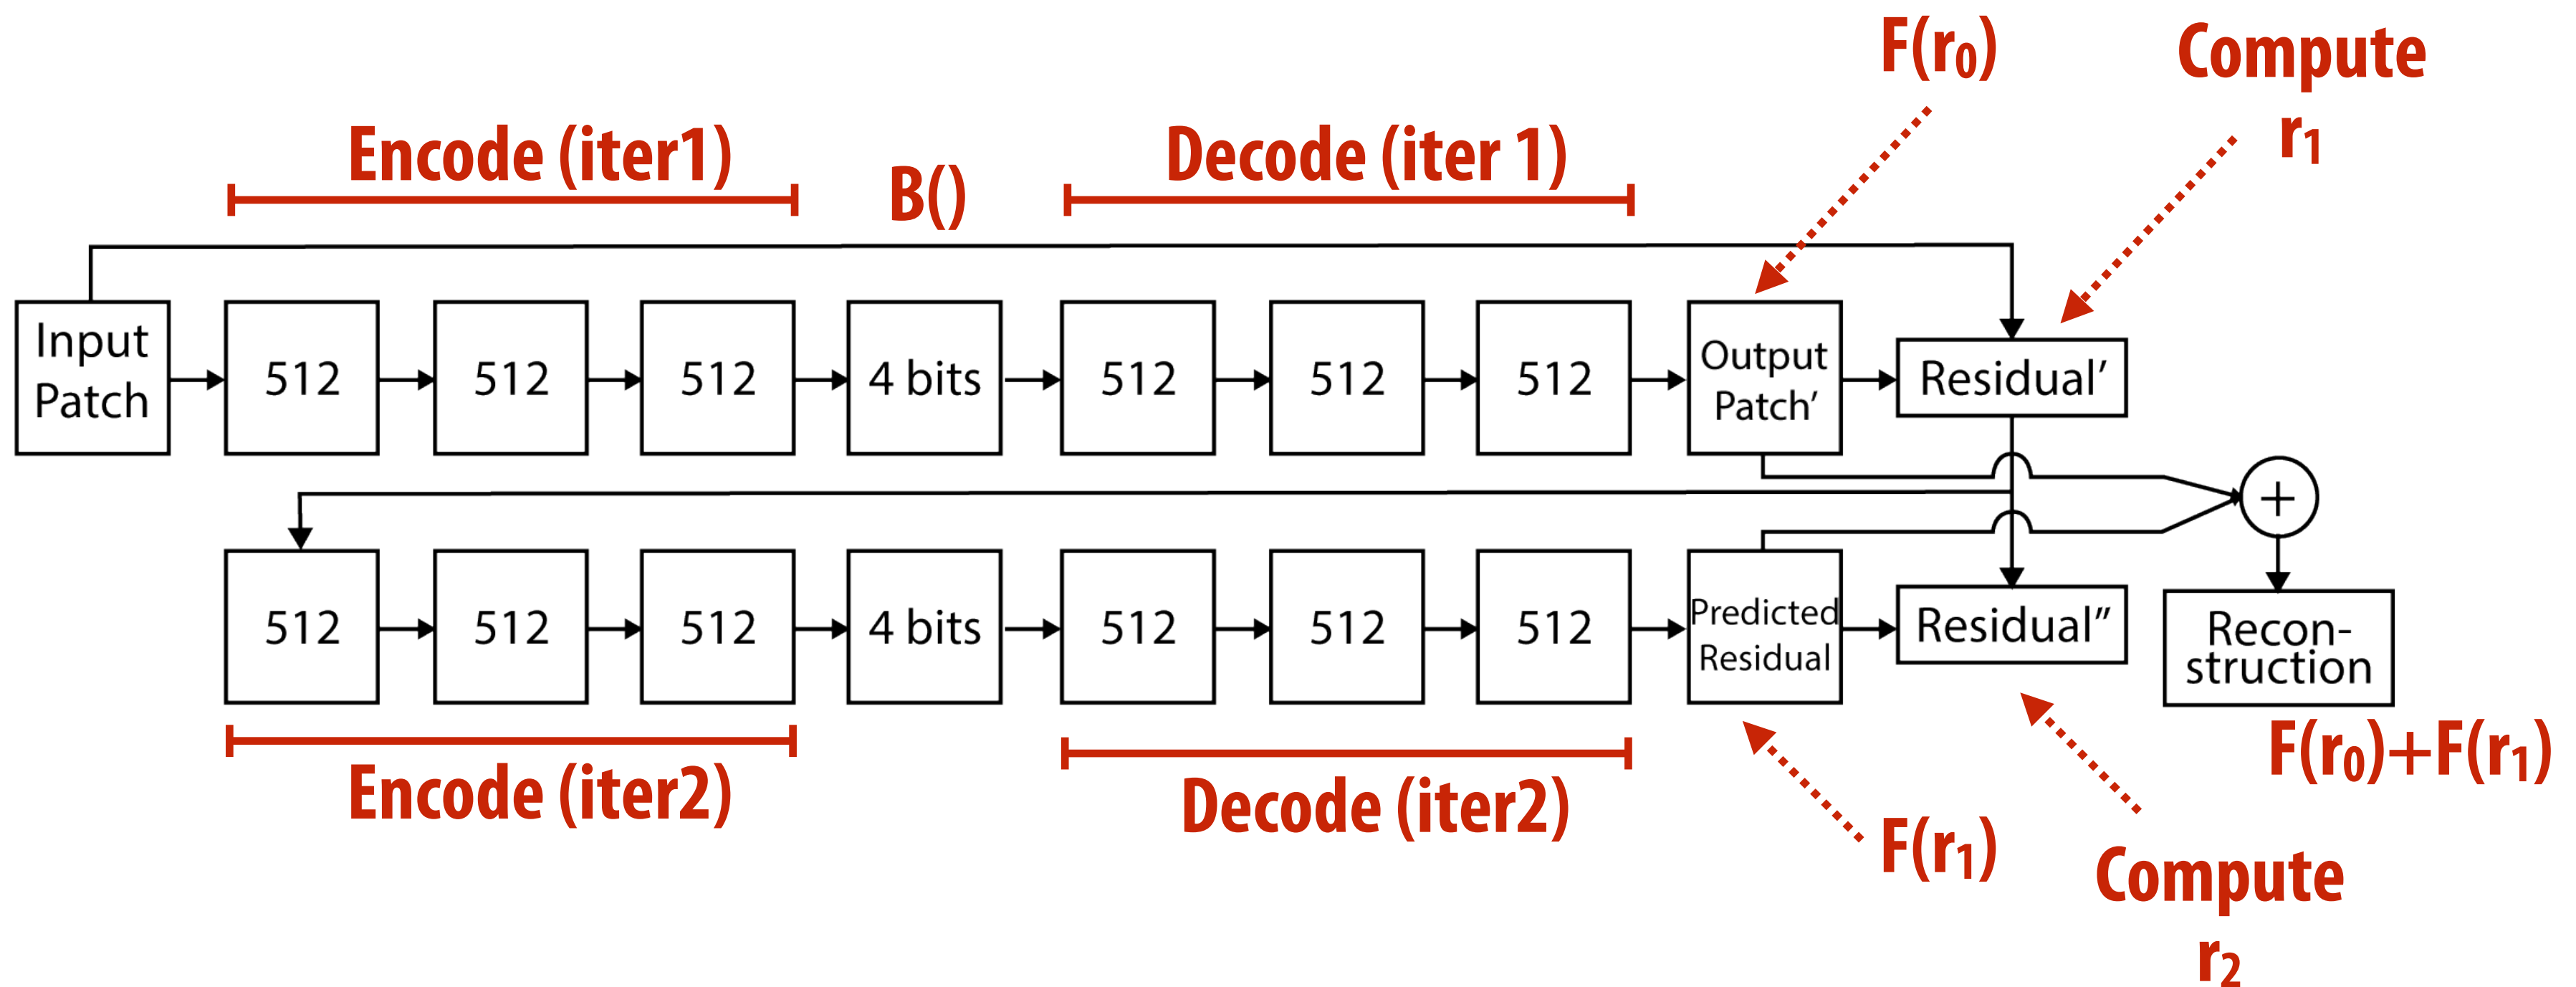 F(r₀)
Compute
r₁
Encode (iter1)
B()
Decode (iter 1)
Input
Patch
512
512
512
4 bits
512
512
512
Output
Patch′
Residual′
+
512
512
512
4 bits
512
512
512
Predicted
Residual
Residual″
Recon-
struction
F(r₀)+F(r₁)
Encode (iter2)
Decode (iter2)
F(r₁)
Compute
r₂